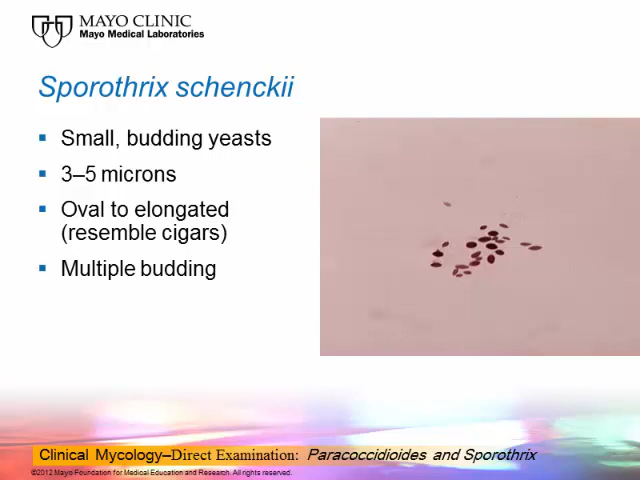 MAYO CLINIC
Mayo Medical Laboratories
Sporothrix schenckii
▪ Small, budding yeasts
▪ 3–5 microns
▪ Oval to elongated
(resemble cigars)
▪ Multiple budding
Clinical Mycology–Direct Examination: Paracoccidioides and Sporothrix
©2012 Mayo Foundation for Medical Education and Research. All rights reserved.